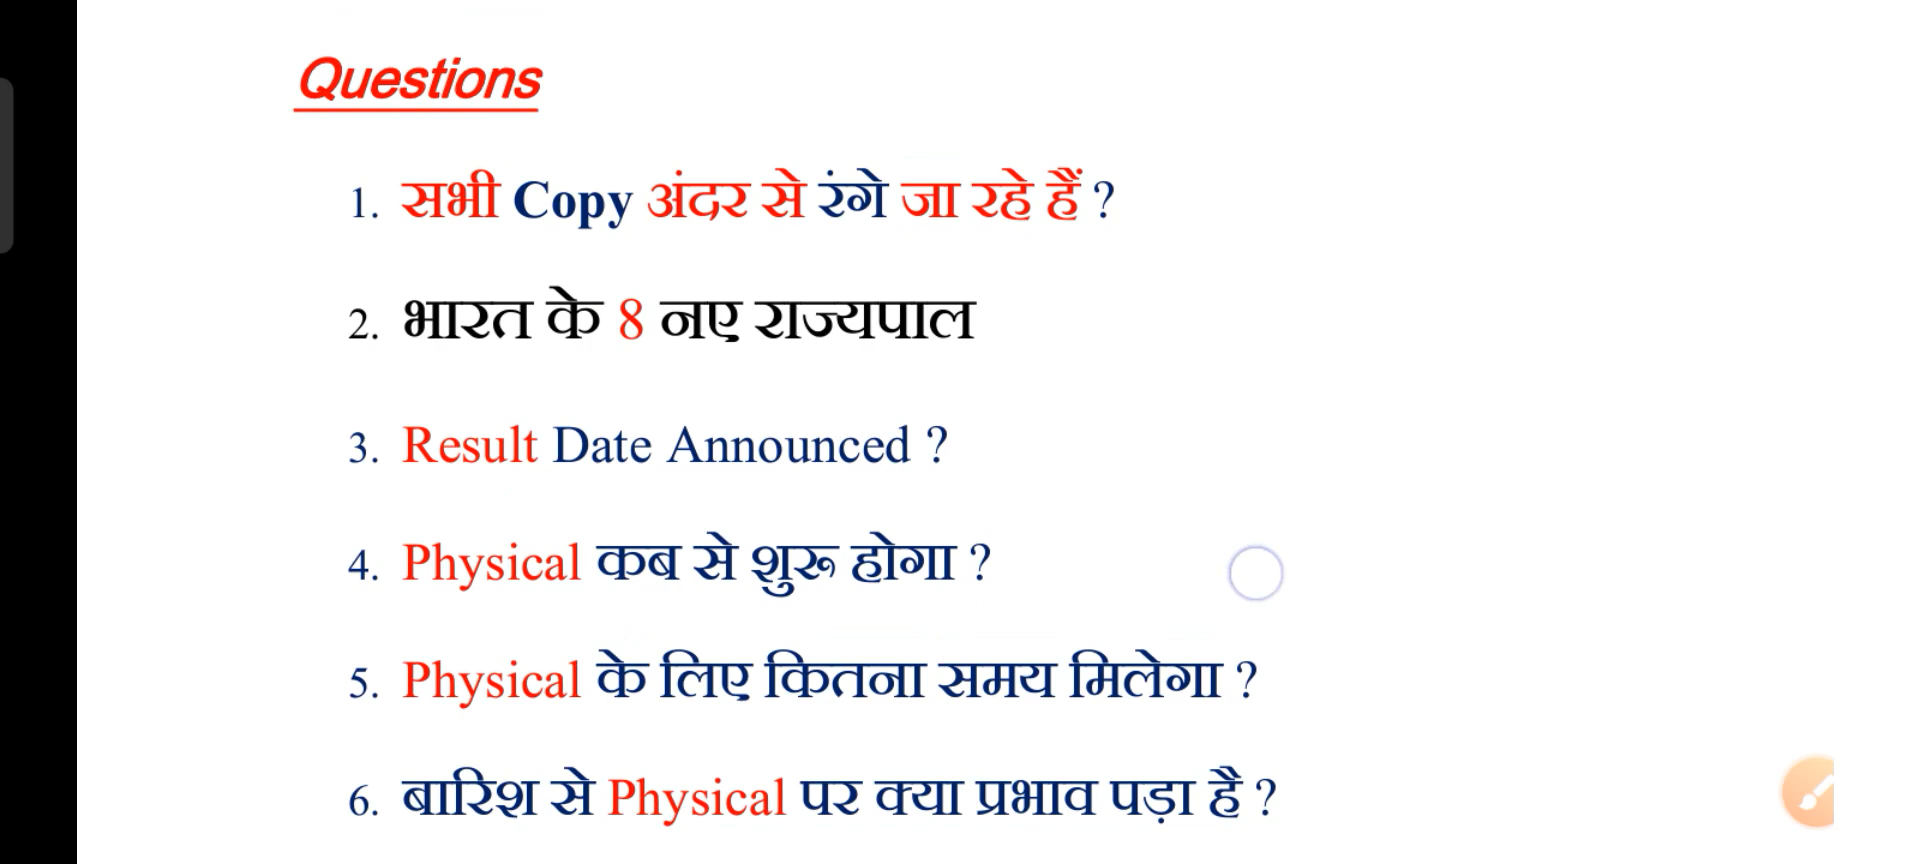 Questions
1. सभी Copy अंदर से रंगे जा रहे हैं ?
2. भारत के 8 नए राज्यपाल
3. Result Date Announced ?
4. Physical कब से शुरू होगा ?
5. Physical के लिए कितना समय मिलेगा ?
6. बारिश से Physical पर क्या प्रभाव पड़ा है ?